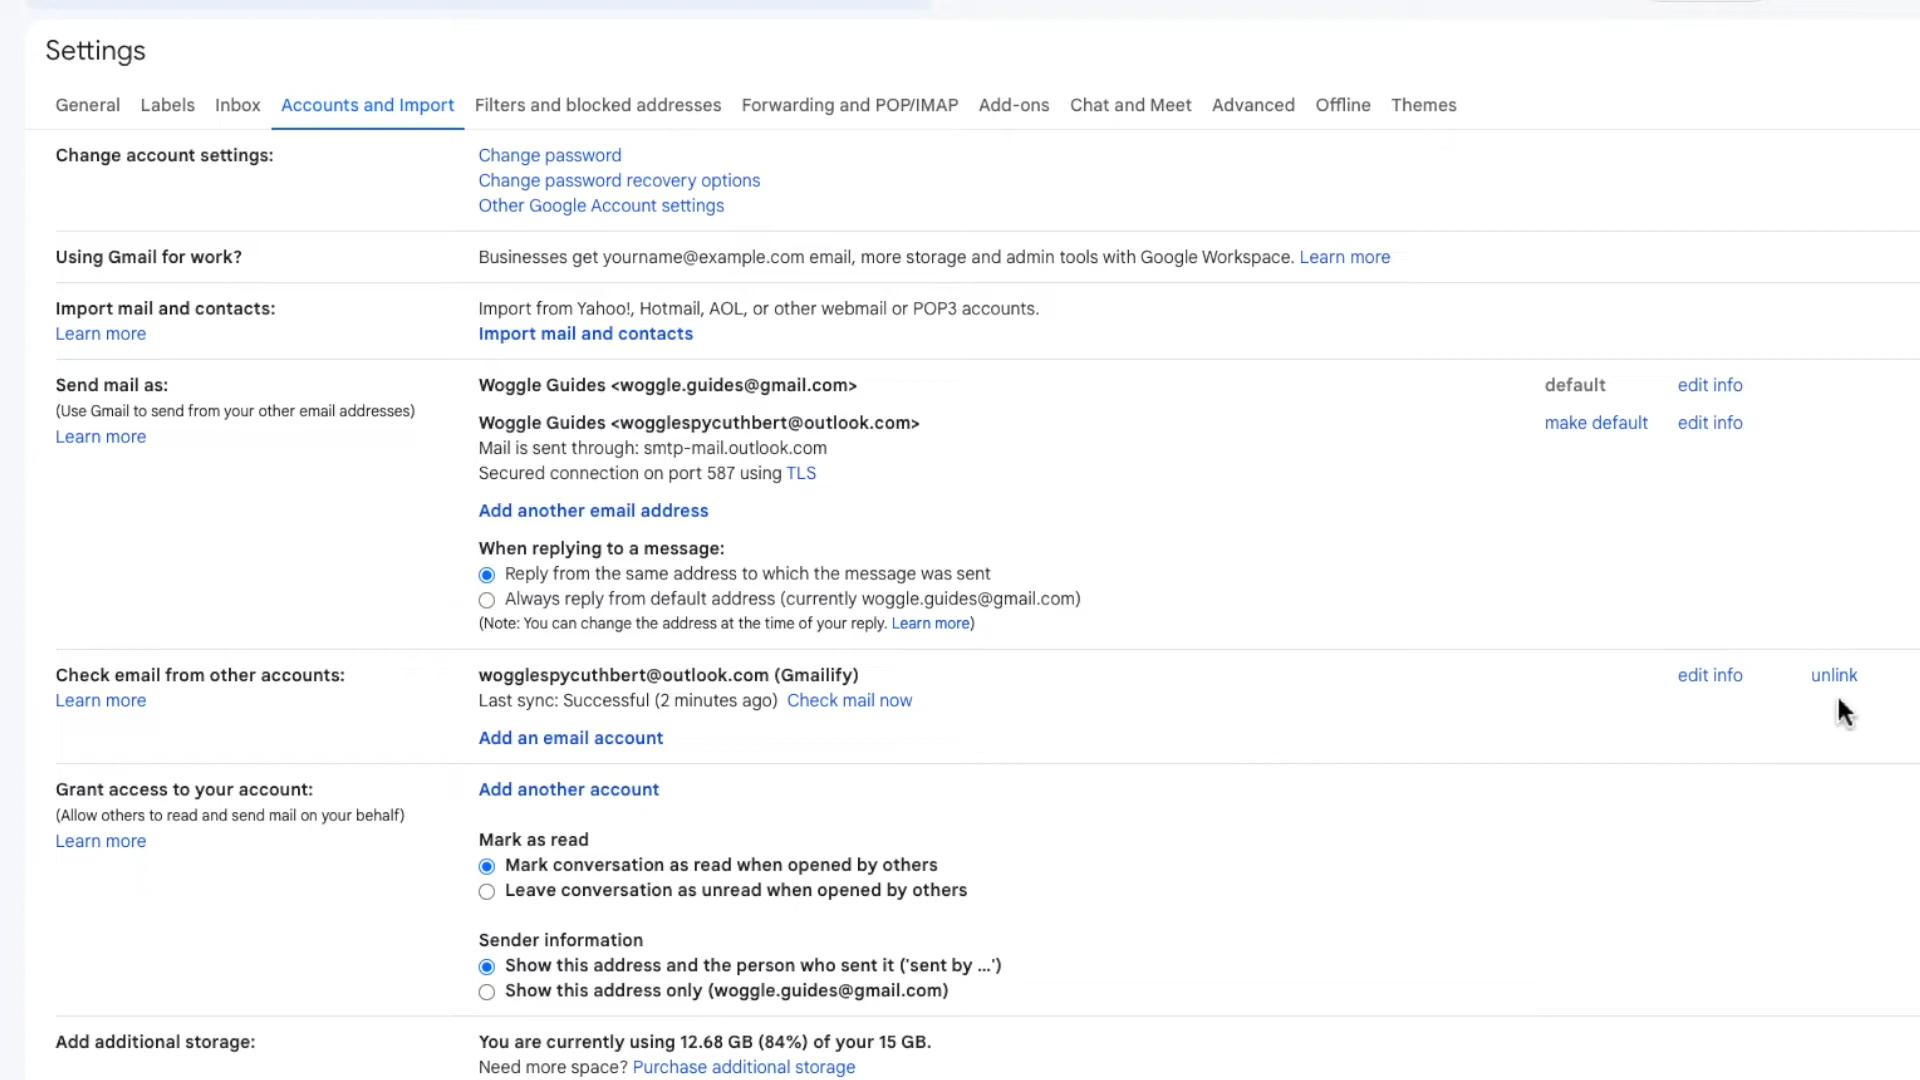 Settings
General Labels Inbox Accounts and Import Filters and blocked addresses Forwarding and POP/IMAP Add-ons Chat and Meet Advanced Offline Themes
Change account settings:
Change password
Change password recovery options
Other Google Account settings
Using Gmail for work?
Businesses get yourname@example.com email, more storage and admin tools with Google Workspace. Learn more
Import mail and contacts:
Learn more
Import from Yahoo!, Hotmail, AOL, or other webmail or POP3 accounts.
Import mail and contacts
Send mail as:
(Use Gmail to send from your other email addresses)
Learn more
Woggle Guides <woggle.guides@gmail.com> default edit info
Woggle Guides <wogglespycuthbert@outlook.com> make default edit info
Mail is sent through: smtp-mail.outlook.com
Secured connection on port 587 using TLS
Add another email address
When replying to a message:
Reply from the same address to which the message was sent
Always reply from default address (currently woggle.guides@gmail.com)
(Note: You can change the address at the time of your reply. Learn more)
Check email from other accounts:
Learn more
wogglespycuthbert@outlook.com (Gmailify) edit info unlink
Last sync: Successful (2 minutes ago) Check mail now
Add an email account
Grant access to your account:
(Allow others to read and send mail on your behalf)
Learn more
Add another account
Mark as read
Mark conversation as read when opened by others
Leave conversation as unread when opened by others
Sender information
Show this address and the person who sent it ('sent by ...')
Show this address only (woggle.guides@gmail.com)
Add additional storage:
You are currently using 12.68 GB (84%) of your 15 GB.
Need more space? Purchase additional storage